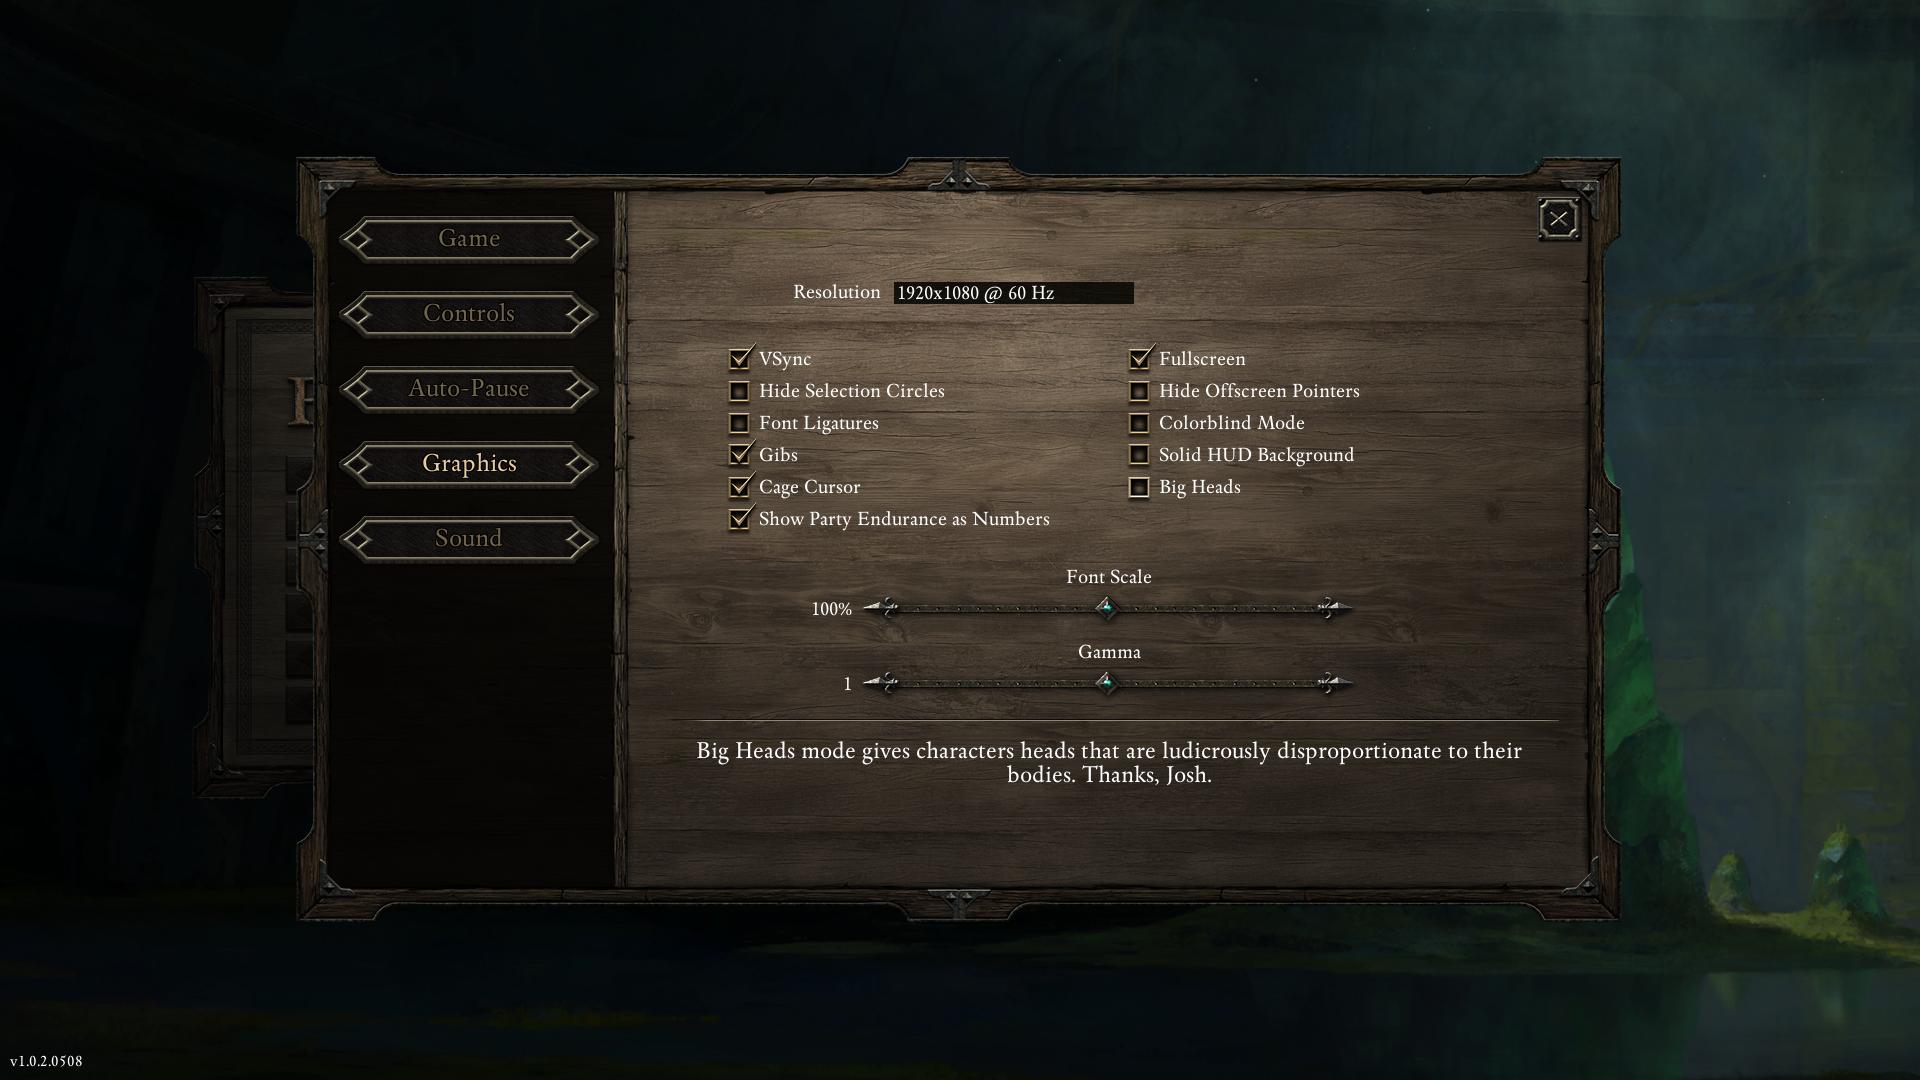 Game
Controls
Auto-Pause
Graphics
Sound
Resolution 1920x1080 @ 60 Hz
VSync
Fullscreen
Hide Selection Circles
Hide Offscreen Pointers
Font Ligatures
Colorblind Mode
Gibs
Solid HUD Background
Cage Cursor
Big Heads
Show Party Endurance as Numbers
Font Scale
100%
Gamma
1
Big Heads mode gives characters heads that are ludicrously disproportionate to their
bodies. Thanks, Josh.
v1.0.2.0508